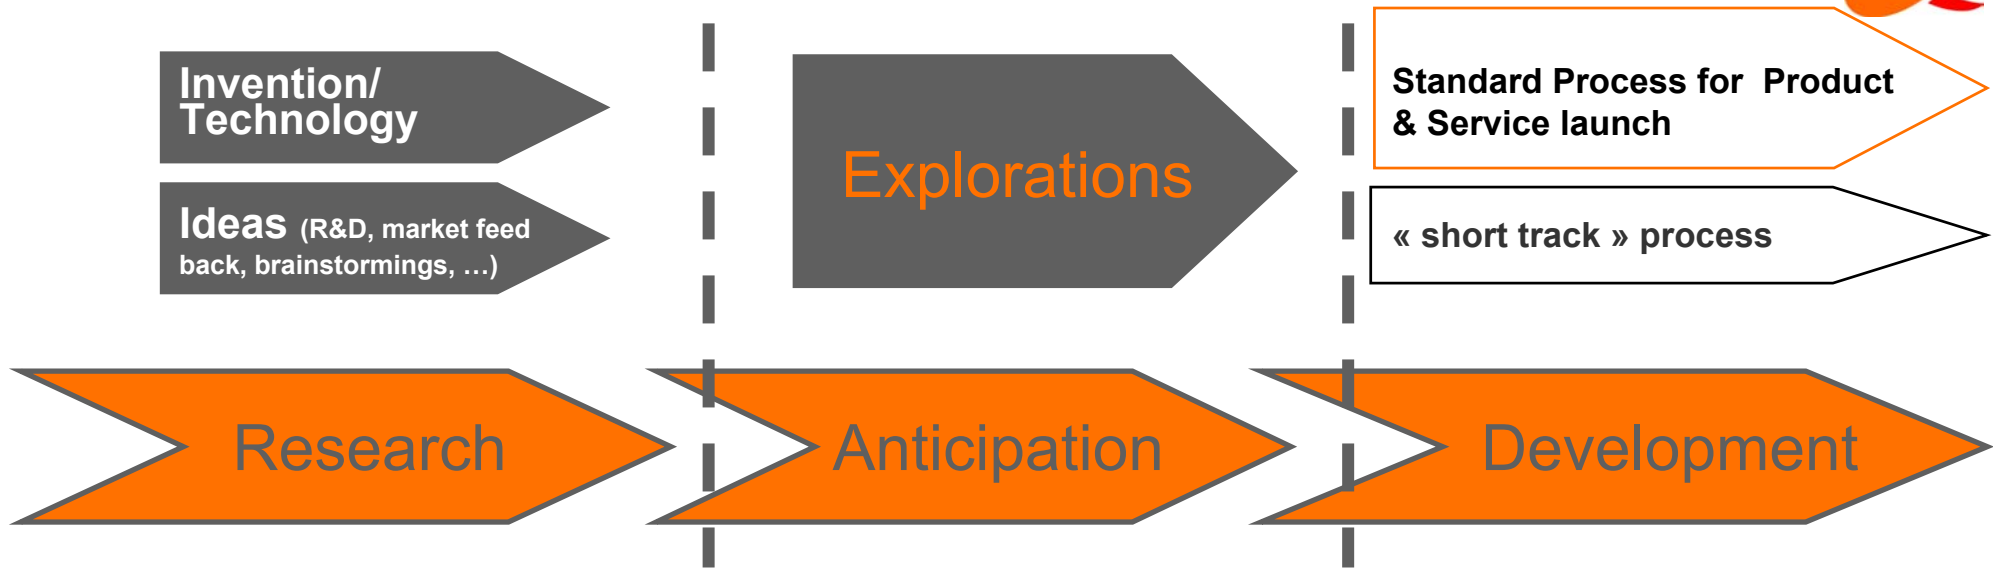 Invention/
Technology
Ideas (R&D, market feed
back, brainstormings, …)
Explorations
Standard Process for  Product
& Service launch
« short track » process
Research
Anticipation
Development